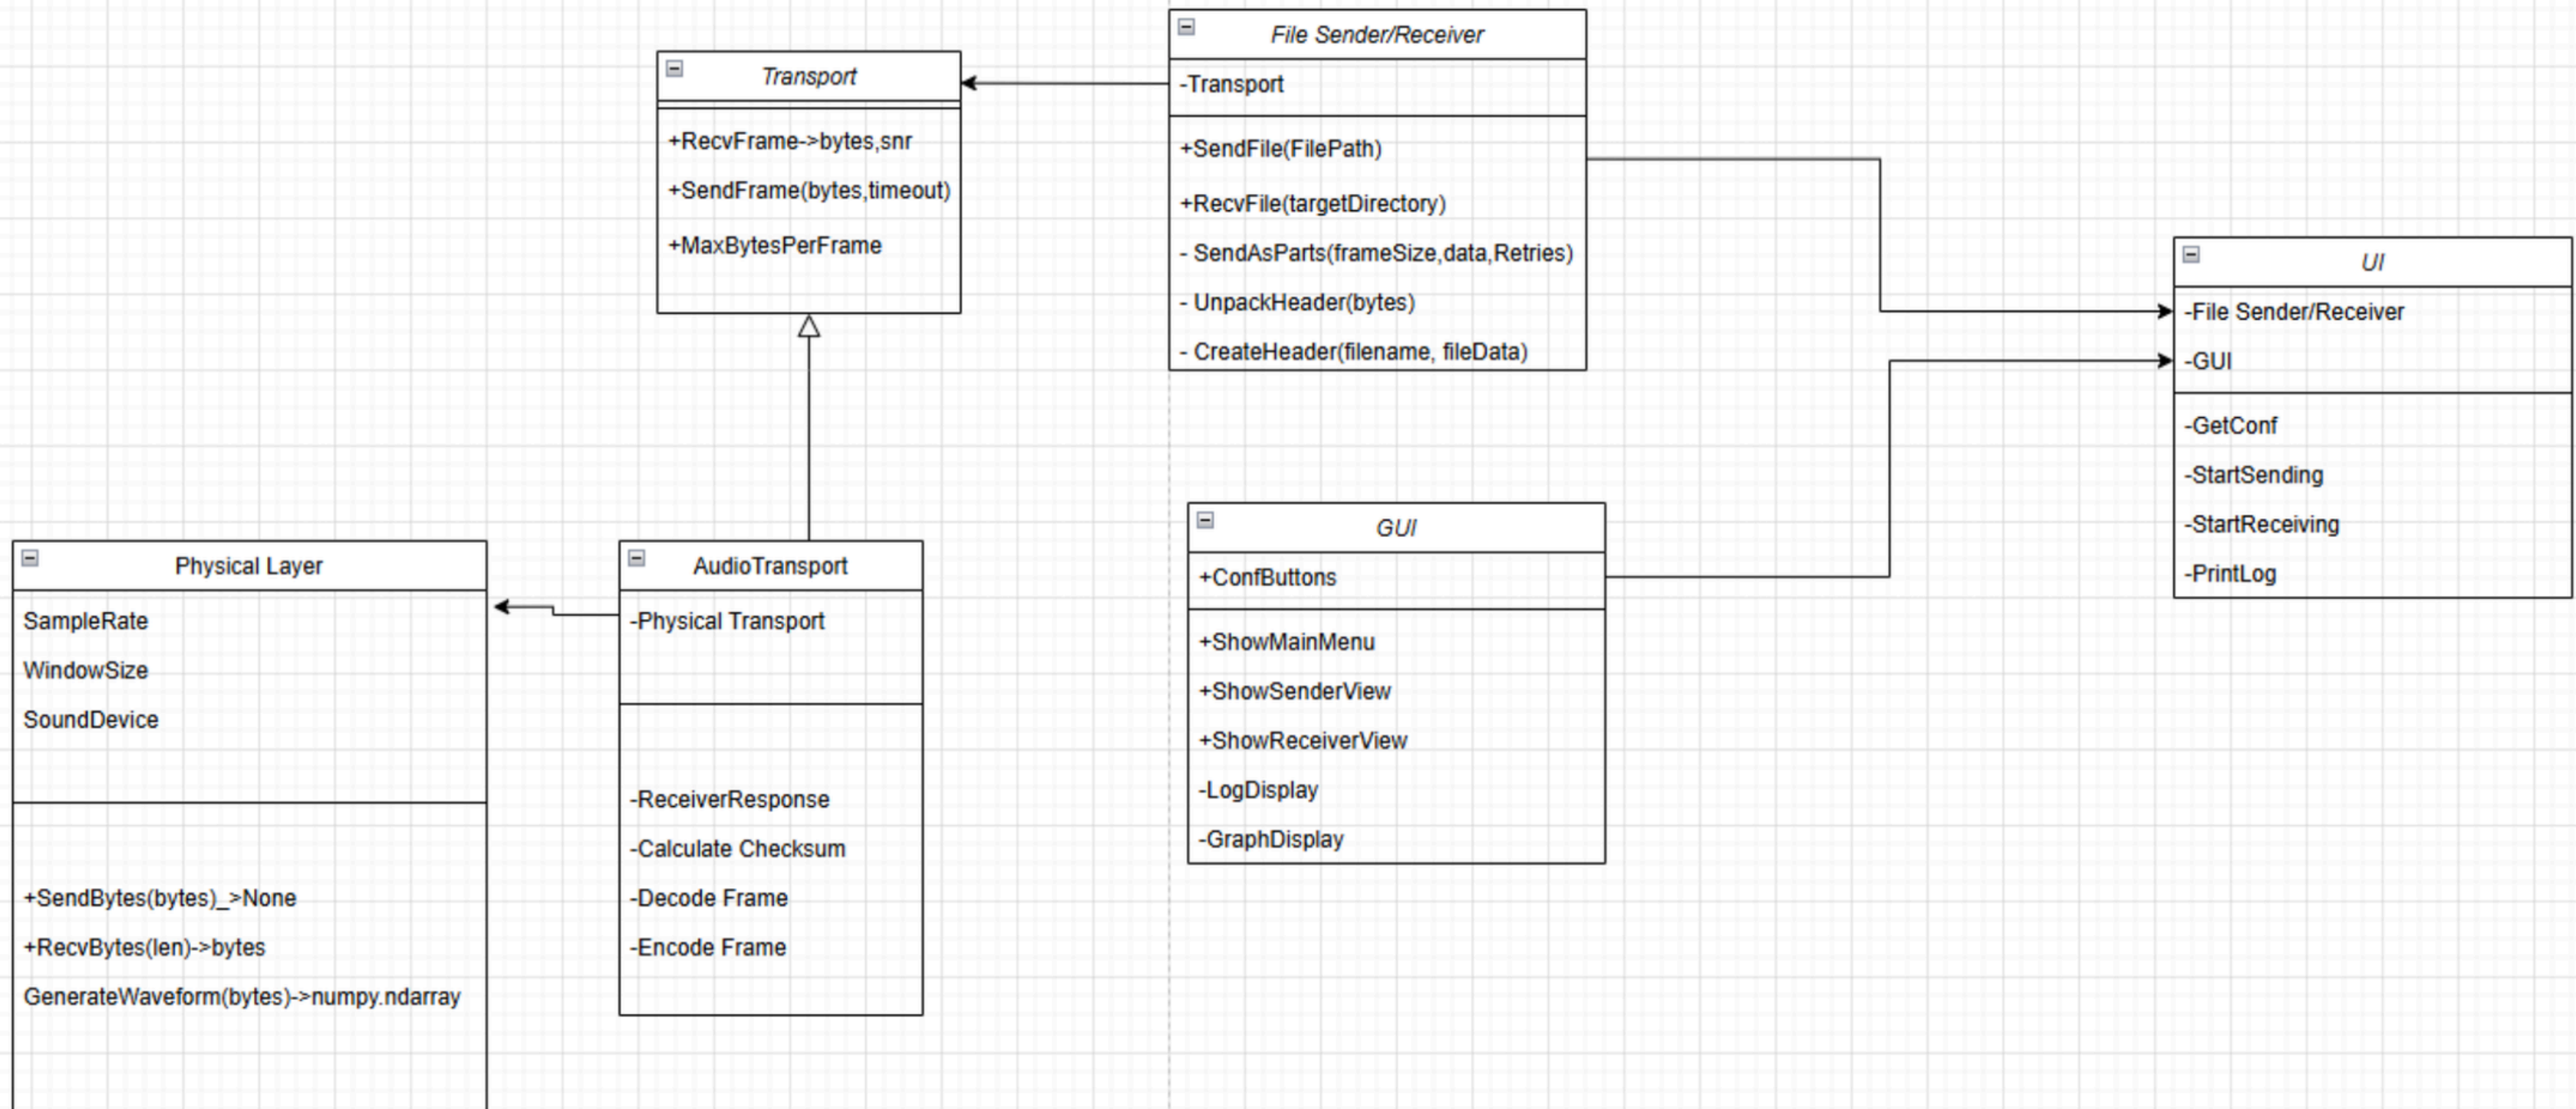 Transport
+RecvFrame->bytes,snr
+SendFrame(bytes,timeout)
+MaxBytesPerFrame
File Sender/Receiver
-Transport
+SendFile(FilePath)
+RecvFile(targetDirectory)
- SendAsParts(frameSize,data,Retries)
- UnpackHeader(bytes)
- CreateHeader(filename, fileData)
UI
-File Sender/Receiver
-GUI
-GetConf
-StartSending
-StartReceiving
-PrintLog
Physical Layer
SampleRate
WindowSize
SoundDevice
+SendBytes(bytes)_>None
+RecvBytes(len)->bytes
GenerateWaveform(bytes)->numpy.ndarray
AudioTransport
-Physical Transport
-ReceiverResponse
-Calculate Checksum
-Decode Frame
-Encode Frame
GUI
+ConfButtons
+ShowMainMenu
+ShowSenderView
+ShowReceiverView
-LogDisplay
-GraphDisplay